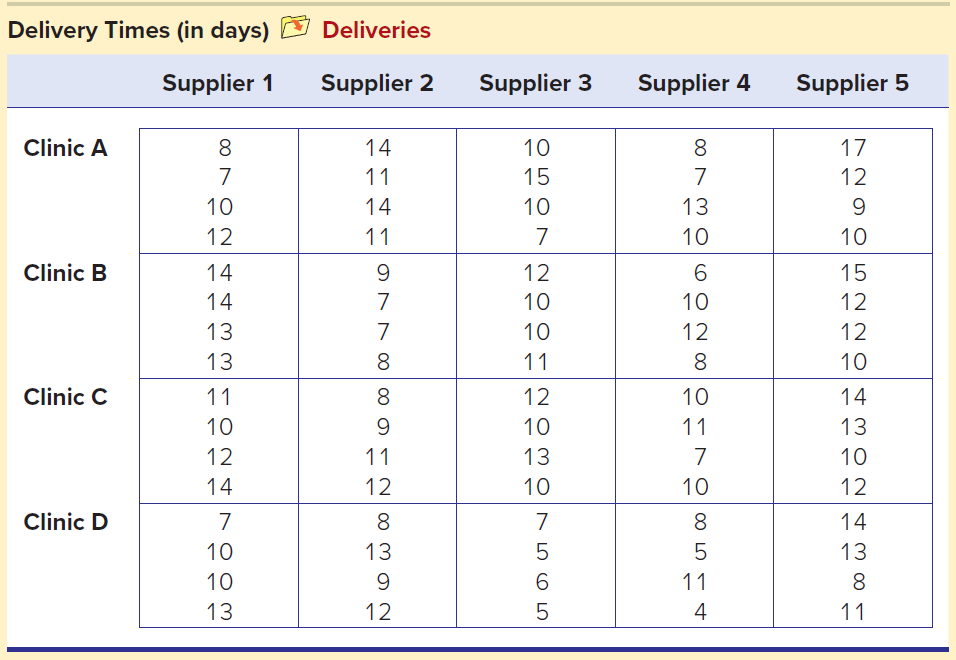 Delivery Times (in days) Deliveries
Supplier 1 Supplier 2 Supplier 3 Supplier 4 Supplier 5
Clinic A 8 14 10 8 17
7 11 15 7 12
10 14 10 13 9
12 11 7 10 10
Clinic B 14 9 12 6 15
14 7 10 10 12
13 7 10 12 12
13 8 11 8 10
Clinic C 11 8 12 10 14
10 9 10 11 13
12 11 13 7 10
14 12 10 10 12
Clinic D 7 8 7 8 14
10 13 5 5 13
10 9 6 11 8
13 12 5 4 11